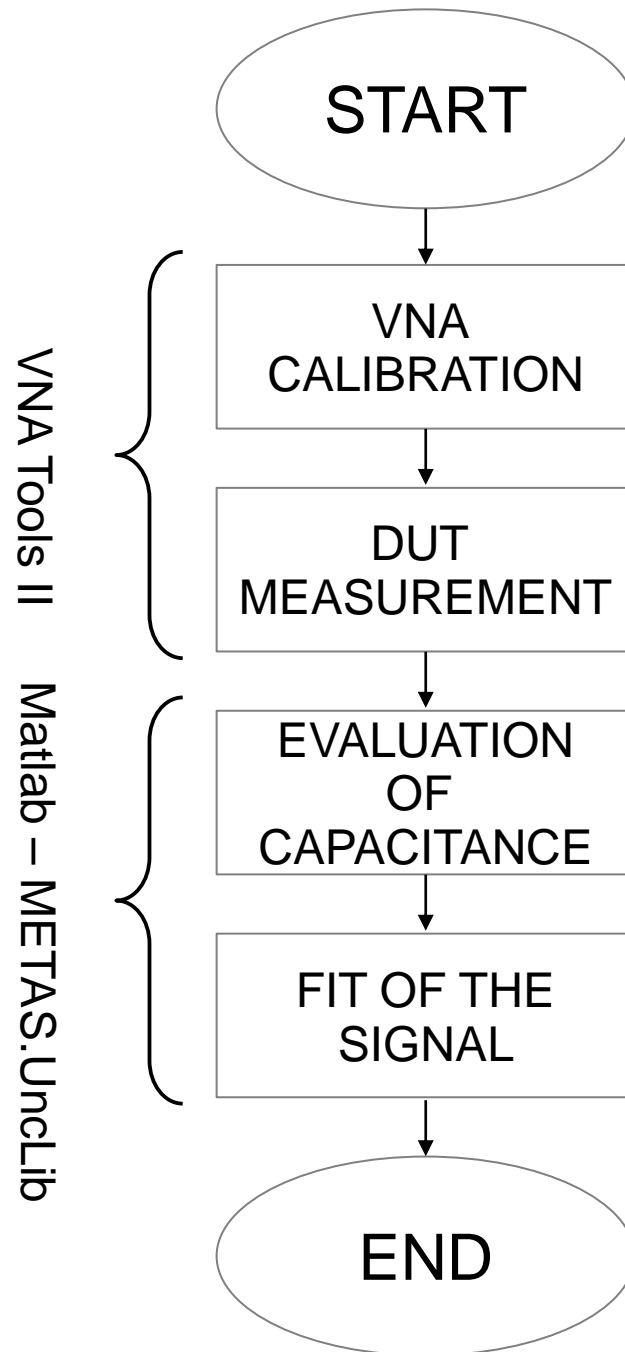 START
VNA
CALIBRATION
DUT
MEASUREMENT
VNA Tools II
EVALUATION
OF
CAPACITANCE
FIT OF THE
SIGNAL
Matlab – METAS.UncLib
END